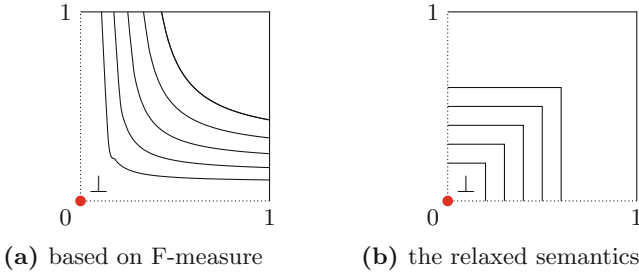 1 1
⊥ ⊥
0 1 0 1
(a) based on F-measure (b) the relaxed semantics